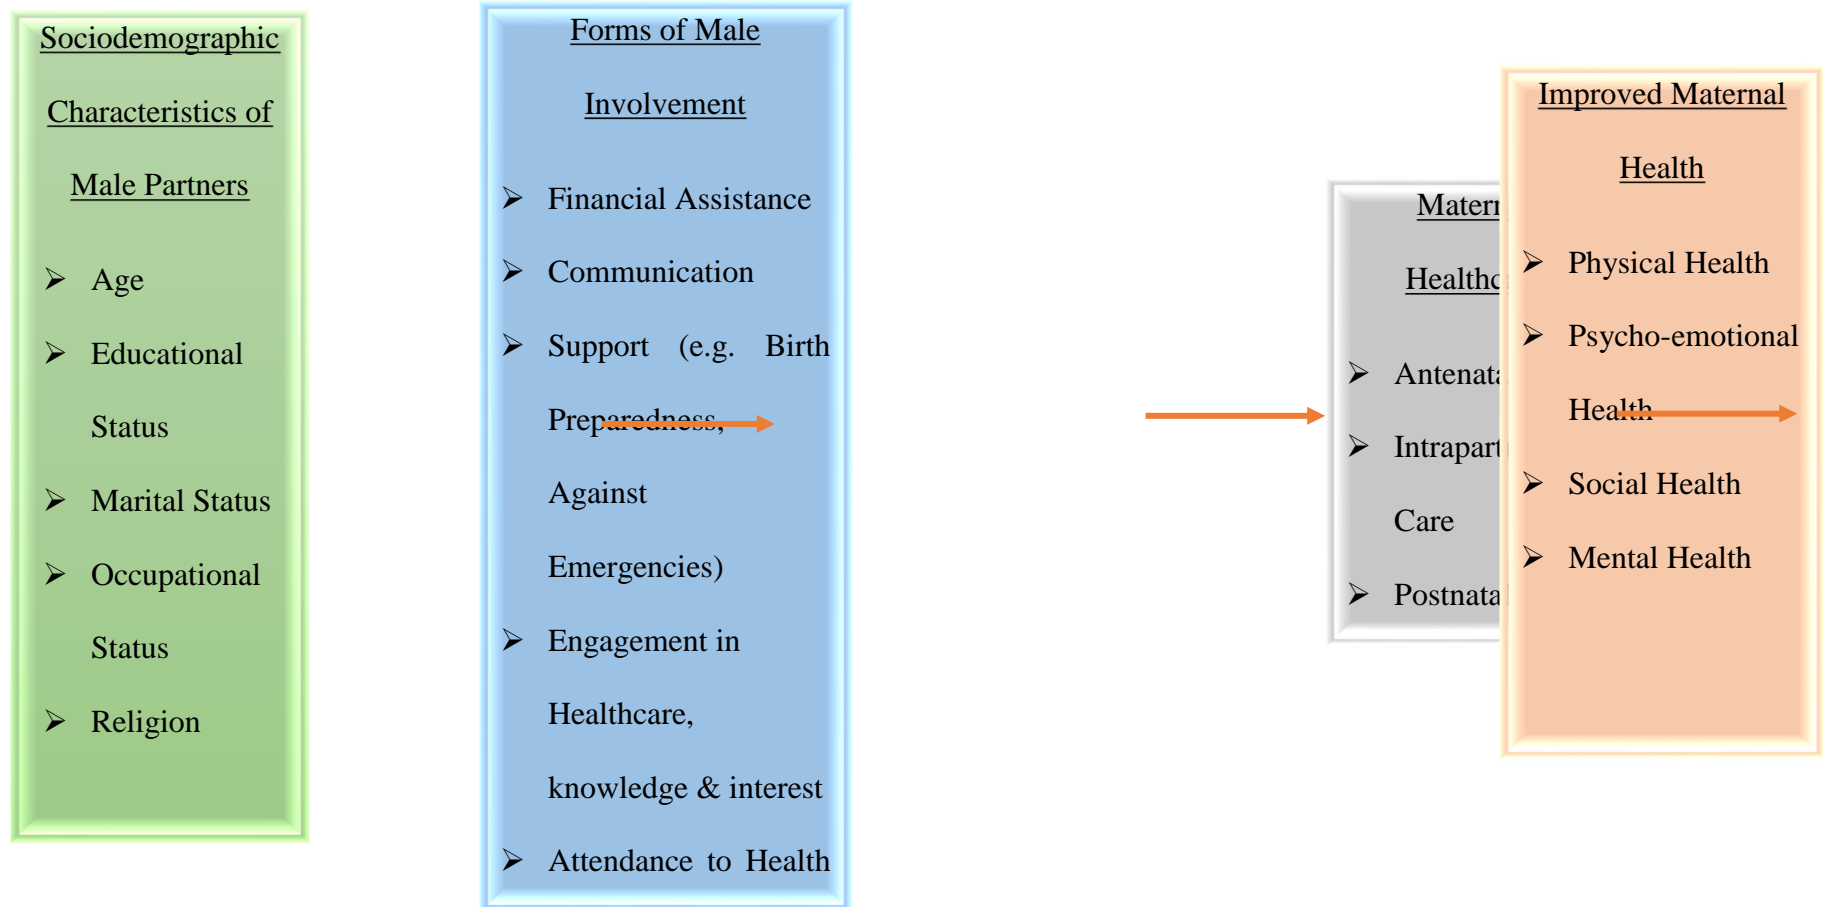 Sociodemographic
Characteristics of
Male Partners
➢ Age
➢ Educational
Status
➢ Marital Status
➢ Occupational
Status
➢ Religion
Forms of Male
Involvement
➢ Financial Assistance
➢ Communication
➢ Support (e.g. Birth
Preparedness,
Against
Emergencies)
➢ Engagement in
Healthcare,
knowledge & interest
➢ Attendance to Health
➢
➢
Care
➢
Improved Maternal
Health
➢ Physical Health
➢ Psycho-emotional
Health
➢ Social Health
➢ Mental Health